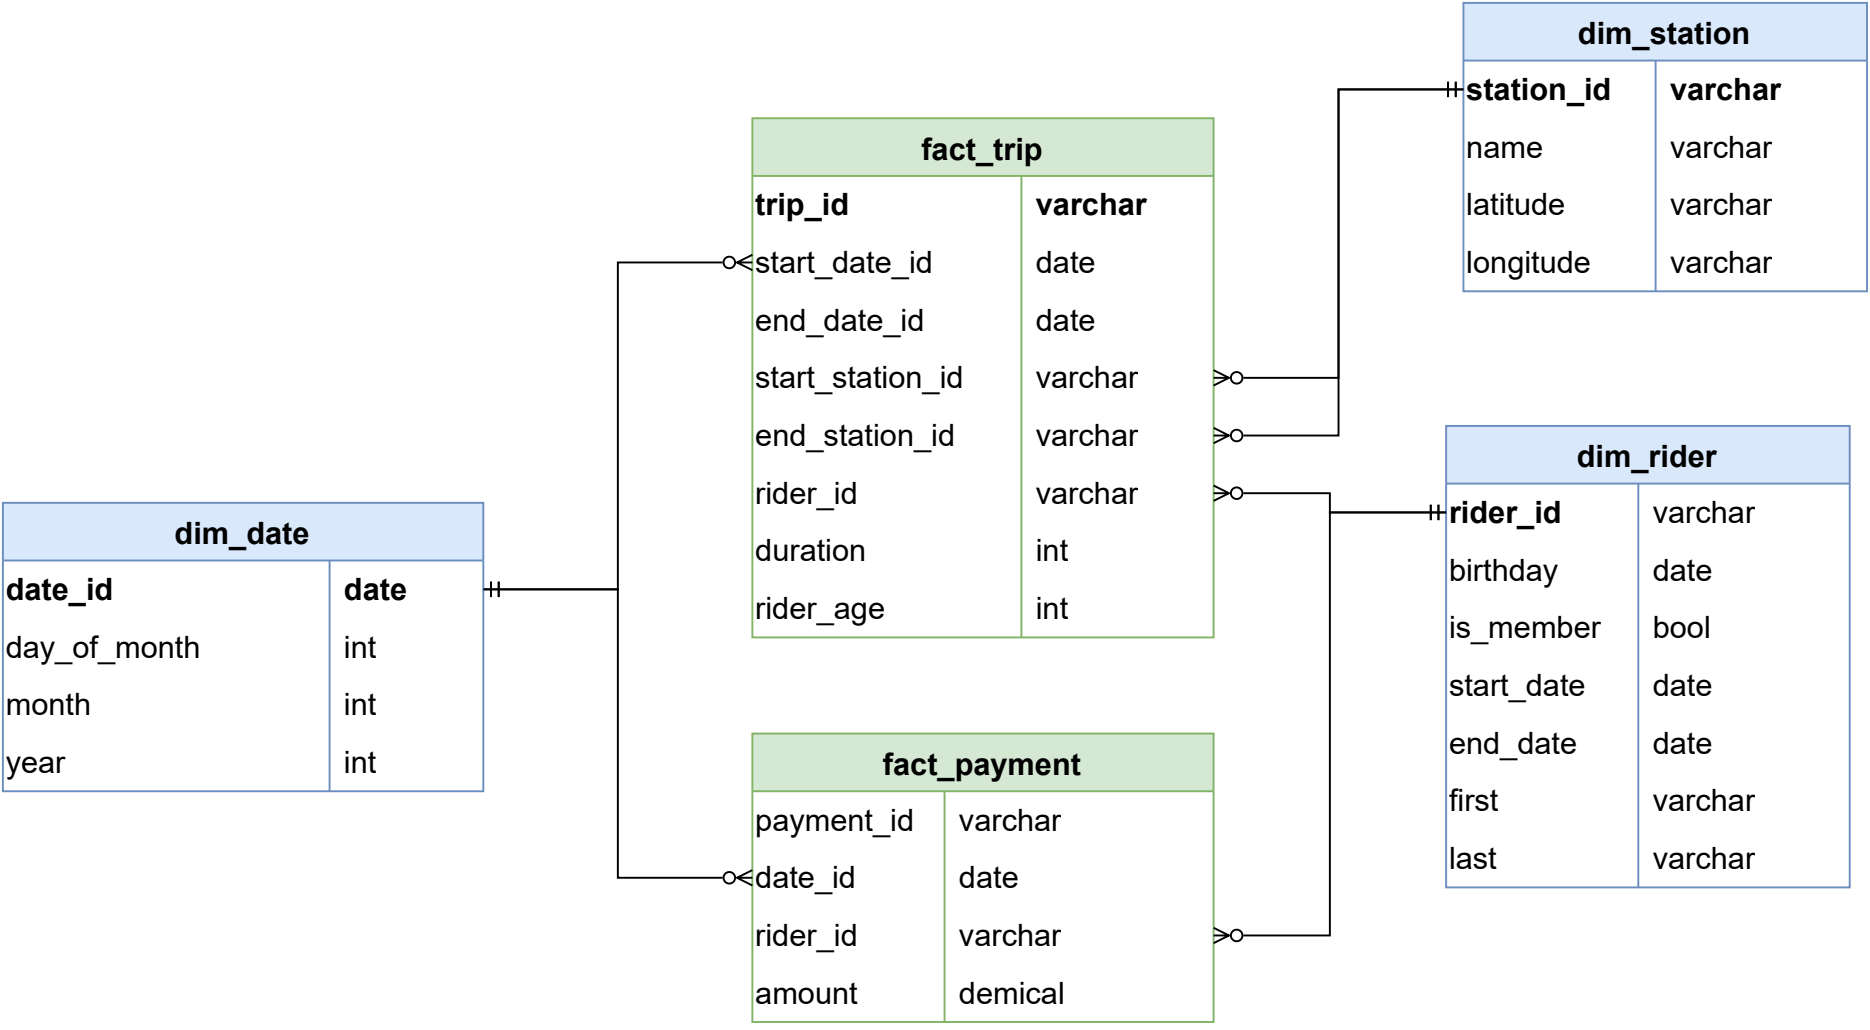 dim_station
station_id varchar
name varchar
latitude varchar
longitude varchar
fact_trip
trip_id varchar
start_date_id date
end_date_id date
start_station_id varchar
end_station_id varchar
rider_id varchar
duration int
rider_age int
dim_rider
rider_id varchar
birthday date
is_member bool
start_date date
end_date date
first varchar
last varchar
dim_date
date_id date
day_of_month int
month int
year int
fact_payment
payment_id varchar
date_id date
rider_id varchar
amount demical